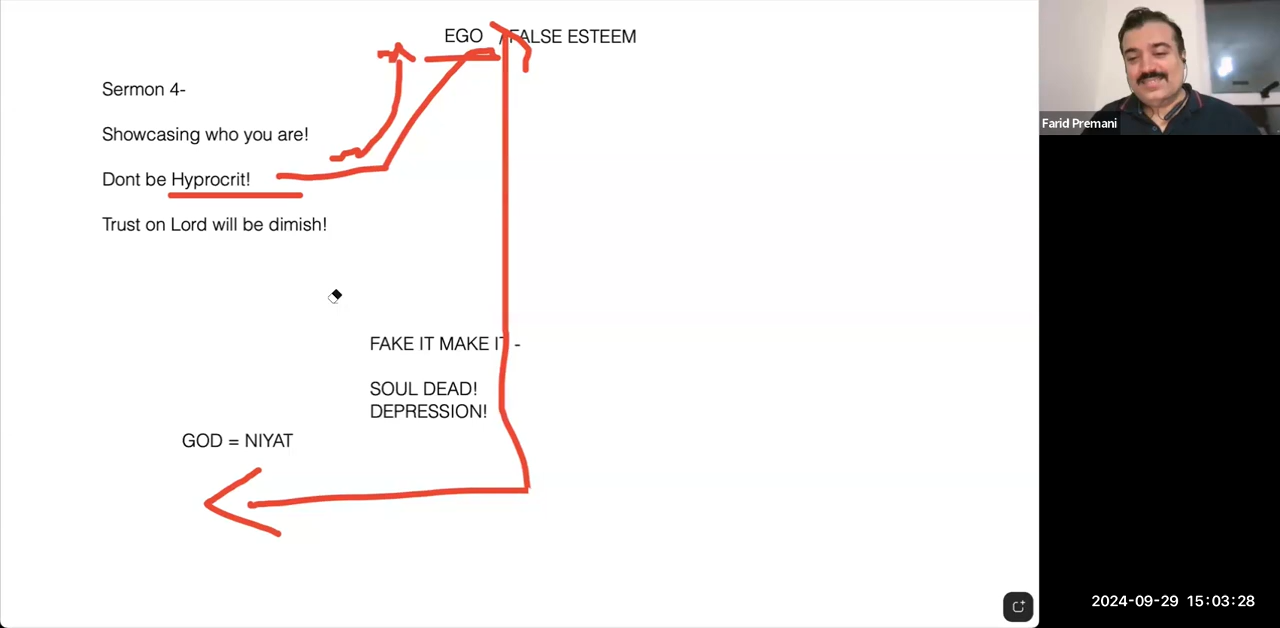 EGO / FALSE ESTEEM
Sermon 4-
Showcasing who you are!
Dont be Hyprocrit!
Trust on Lord will be dimish!
FAKE IT MAKE IT -
SOUL DEAD!
DEPRESSION!
GOD = NIYAT
Farid Premani
2024-09-29 15:03:28